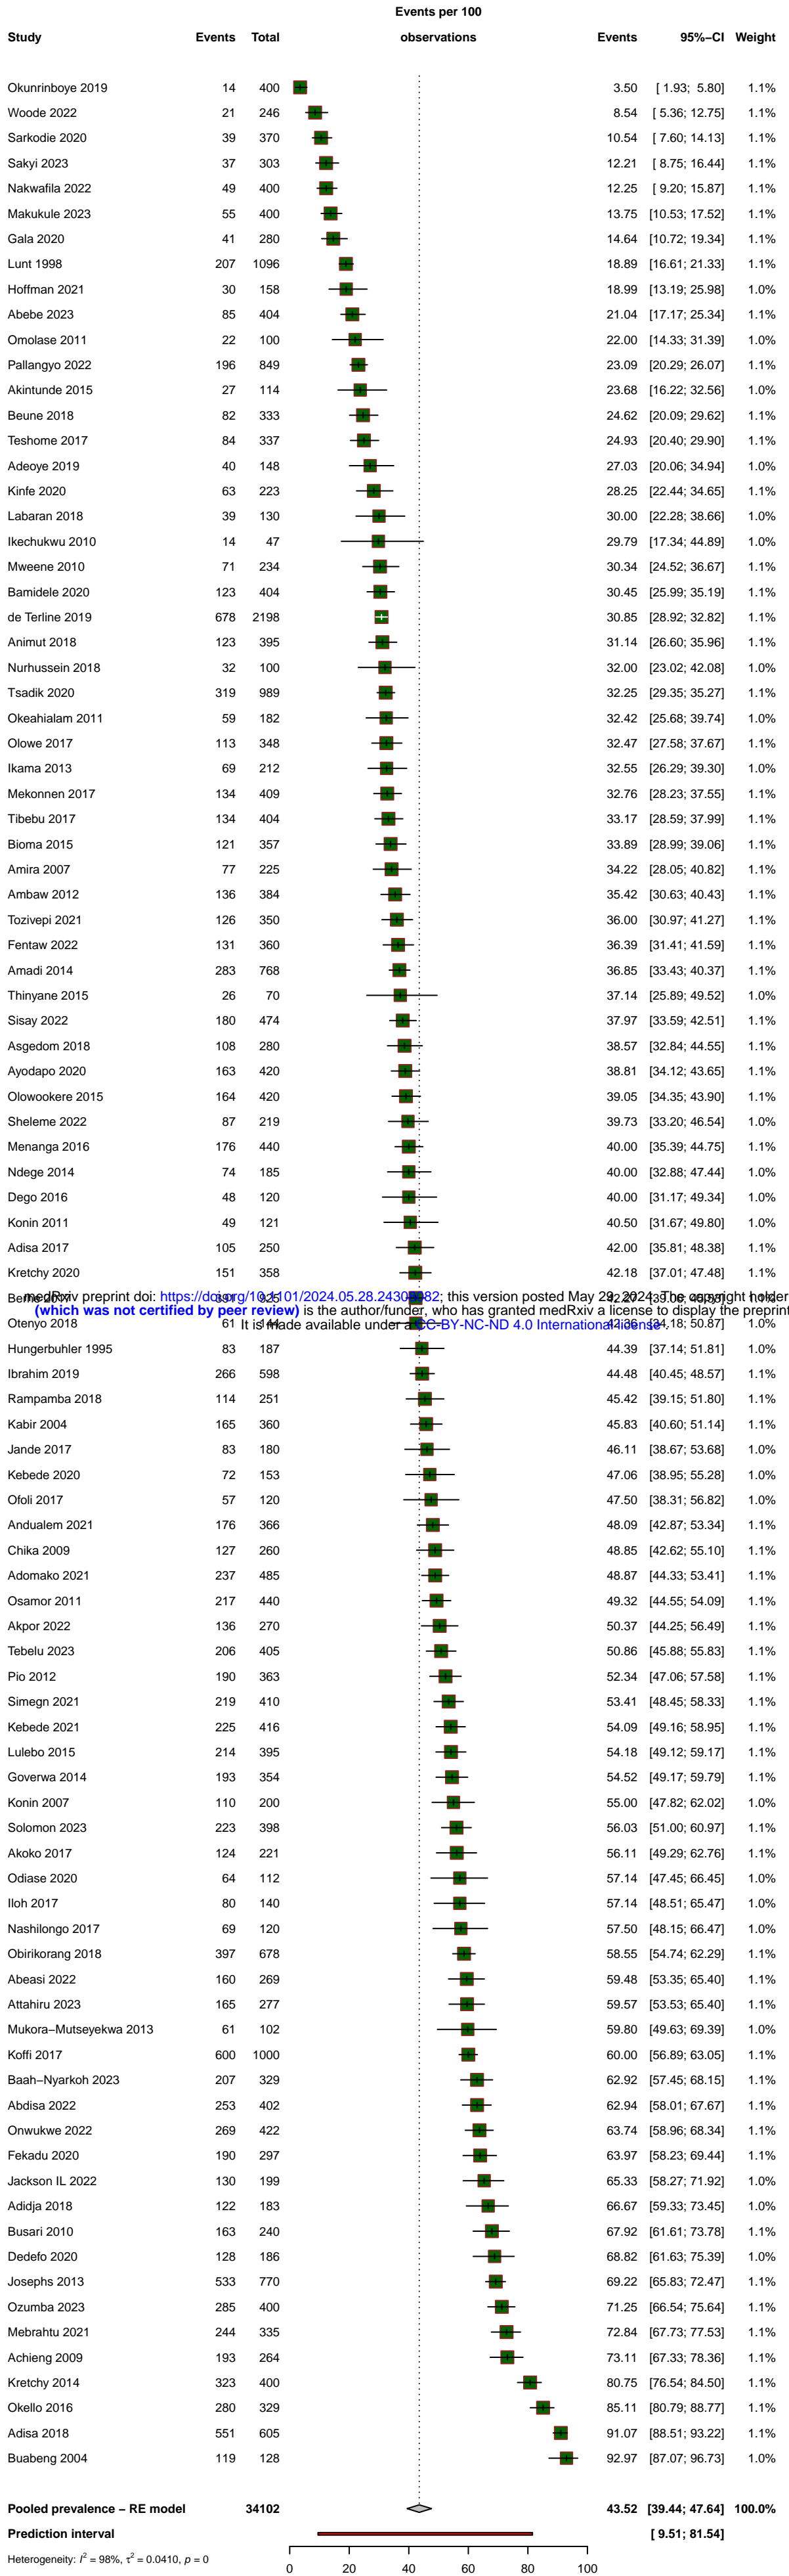 Events per 100
Study Events Total observations Events 95%−CI Weight
Okunrinboye 2019 14 400 3.50 [ 1.93; 5.80] 1.1%
Woode 2022 21 246 8.54 [ 5.36; 12.75] 1.1%
Sarkodie 2020 39 370 10.54 [ 7.60; 14.13] 1.1%
Sakyi 2023 37 303 12.21 [ 8.75; 16.44] 1.1%
Nakwafila 2022 49 400 12.25 [ 9.20; 15.87] 1.1%
Makukule 2023 55 400 13.75 [10.53; 17.52] 1.1%
Gala 2020 41 280 14.64 [10.72; 19.34] 1.1%
Lunt 1998 207 1096 18.89 [16.61; 21.33] 1.1%
Hoffman 2021 30 158 18.99 [13.19; 25.98] 1.0%
Abebe 2023 85 404 21.04 [17.17; 25.34] 1.1%
Omolase 2011 22 100 22.00 [14.33; 31.39] 1.0%
Pallangyo 2022 196 849 23.09 [20.29; 26.07] 1.1%
Akintunde 2015 27 114 23.68 [16.22; 32.56] 1.0%
Beune 2018 82 333 24.62 [20.09; 29.62] 1.1%
Teshome 2017 84 337 24.93 [20.40; 29.90] 1.1%
Adeoye 2019 40 148 27.03 [20.06; 34.94] 1.0%
Kinfe 2020 63 223 28.25 [22.44; 34.65] 1.1%
Labaran 2018 39 130 30.00 [22.28; 38.66] 1.0%
Ikechukwu 2010 14 47 29.79 [17.34; 44.89] 1.0%
Mweene 2010 71 234 30.34 [24.52; 36.67] 1.1%
Bamidele 2020 123 404 30.45 [25.99; 35.19] 1.1%
de Terline 2019 678 2198 30.85 [28.92; 32.82] 1.1%
Animut 2018 123 395 31.14 [26.60; 35.96] 1.1%
Nurhussein 2018 32 100 32.00 [23.02; 42.08] 1.0%
Tsadik 2020 319 989 32.25 [29.35; 35.27] 1.1%
Okeahialam 2011 59 182 32.42 [25.68; 39.74] 1.0%
Olowe 2017 113 348 32.47 [27.58; 37.67] 1.1%
Ikama 2013 69 212 32.55 [26.29; 39.30] 1.0%
Mekonnen 2017 134 409 32.76 [28.23; 37.55] 1.1%
Tibebu 2017 134 404 33.17 [28.59; 37.99] 1.1%
Bioma 2015 121 357 33.89 [28.99; 39.06] 1.1%
Amira 2007 77 225 34.22 [28.05; 40.82] 1.1%
Ambaw 2012 136 384 35.42 [30.63; 40.43] 1.1%
Tozivepi 2021 126 350 36.00 [30.97; 41.27] 1.1%
Fentaw 2022 131 360 36.39 [31.41; 41.59] 1.1%
Amadi 2014 283 768 36.85 [33.43; 40.37] 1.1%
Thinyane 2015 26 70 37.14 [25.89; 49.52] 1.0%
Sisay 2022 180 474 37.97 [33.59; 42.51] 1.1%
Asgedom 2018 108 280 38.57 [32.84; 44.55] 1.1%
Ayodapo 2020 163 420 38.81 [34.12; 43.65] 1.1%
Olowookere 2015 164 420 39.05 [34.35; 43.90] 1.1%
Sheleme 2022 87 219 39.73 [33.20; 46.54] 1.0%
Menanga 2016 176 440 40.00 [35.39; 44.75] 1.1%
Ndege 2014 74 185 40.00 [32.88; 47.44] 1.0%
Dego 2016 48 120 40.00 [31.17; 49.34] 1.0%
Konin 2011 49 121 40.50 [31.67; 49.80] 1.0%
Adisa 2017 105 250 42.00 [35.81; 48.38] 1.1%
Kretchy 2020 151 358 42.18 [37.01; 47.48] 1.1%
medRxiv preprint doi: https://doi.org/10.1101/2024.05.28.24308082; this version posted May 29, 2024. The copyright holder
(which was not certified by peer review) is the author/funder, who has granted medRxiv a license to display the preprint
Otenyo 2018 61 144 42.36 [34.18; 50.87] 1.0%
It is made available under a CC-BY-NC-ND 4.0 International license .
Hungerbuhler 1995 83 187 44.39 [37.14; 51.81] 1.0%
Ibrahim 2019 266 598 44.48 [40.45; 48.57] 1.1%
Rampamba 2018 114 251 45.42 [39.15; 51.80] 1.1%
Kabir 2004 165 360 45.83 [40.60; 51.14] 1.1%
Jande 2017 83 180 46.11 [38.67; 53.68] 1.0%
Kebede 2020 72 153 47.06 [38.95; 55.28] 1.0%
Ofoli 2017 57 120 47.50 [38.31; 56.82] 1.0%
Andualem 2021 176 366 48.09 [42.87; 53.34] 1.1%
Chika 2009 127 260 48.85 [42.62; 55.10] 1.1%
Adomako 2021 237 485 48.87 [44.33; 53.41] 1.1%
Osamor 2011 217 440 49.32 [44.55; 54.09] 1.1%
Akpor 2022 136 270 50.37 [44.25; 56.49] 1.1%
Tebelu 2023 206 405 50.86 [45.88; 55.83] 1.1%
Pio 2012 190 363 52.34 [47.06; 57.58] 1.1%
Simegn 2021 219 410 53.41 [48.45; 58.33] 1.1%
Kebede 2021 225 416 54.09 [49.16; 58.95] 1.1%
Lulebo 2015 214 395 54.18 [49.12; 59.17] 1.1%
Goverwa 2014 193 354 54.52 [49.17; 59.79] 1.1%
Konin 2007 110 200 55.00 [47.82; 62.02] 1.0%
Solomon 2023 223 398 56.03 [51.00; 60.97] 1.1%
Akoko 2017 124 221 56.11 [49.29; 62.76] 1.1%
Odiase 2020 64 112 57.14 [47.45; 66.45] 1.0%
Iloh 2017 80 140 57.14 [48.51; 65.47] 1.0%
Nashilongo 2017 69 120 57.50 [48.15; 66.47] 1.0%
Obirikorang 2018 397 678 58.55 [54.74; 62.29] 1.1%
Abeasi 2022 160 269 59.48 [53.35; 65.40] 1.1%
Attahiru 2023 165 277 59.57 [53.53; 65.40] 1.1%
Mukora−Mutseyekwa 2013 61 102 59.80 [49.63; 69.39] 1.0%
Koffi 2017 600 1000 60.00 [56.89; 63.05] 1.1%
Baah−Nyarkoh 2023 207 329 62.92 [57.45; 68.15] 1.1%
Abdisa 2022 253 402 62.94 [58.01; 67.67] 1.1%
Onwukwe 2022 269 422 63.74 [58.96; 68.34] 1.1%
Fekadu 2020 190 297 63.97 [58.23; 69.44] 1.1%
Jackson IL 2022 130 199 65.33 [58.27; 71.92] 1.0%
Adidja 2018 122 183 66.67 [59.33; 73.45] 1.0%
Busari 2010 163 240 67.92 [61.61; 73.78] 1.1%
Dedefo 2020 128 186 68.82 [61.63; 75.39] 1.0%
Josephs 2013 533 770 69.22 [65.83; 72.47] 1.1%
Ozumba 2023 285 400 71.25 [66.54; 75.64] 1.1%
Mebrahtu 2021 244 335 72.84 [67.73; 77.53] 1.1%
Achieng 2009 193 264 73.11 [67.33; 78.36] 1.1%
Kretchy 2014 323 400 80.75 [76.54; 84.50] 1.1%
Okello 2016 280 329 85.11 [80.79; 88.77] 1.1%
Adisa 2018 551 605 91.07 [88.51; 93.22] 1.1%
Buabeng 2004 119 128 92.97 [87.07; 96.73] 1.0%
Pooled prevalence − RE model 34102 43.52 [39.44; 47.64] 100.0%
Prediction interval [ 9.51; 81.54]
Heterogeneity: I² = 98%, τ² = 0.0410, p = 0
0 20 40 60 80 100